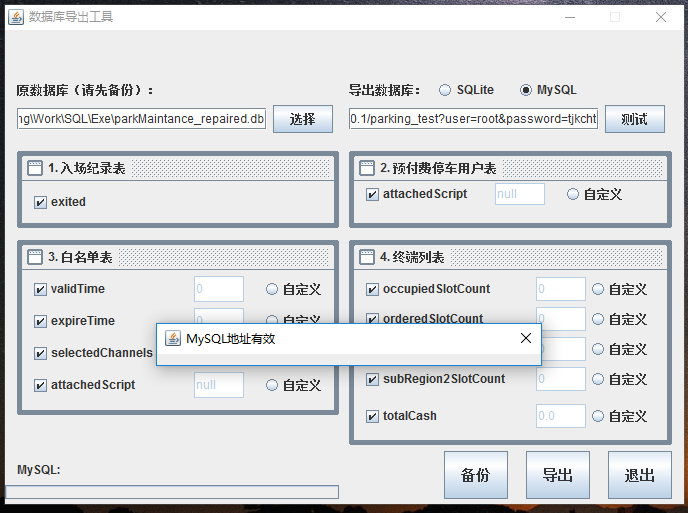 数据库导出工具
原数据库（请先备份）：
导出数据库： SQLite MySQL
ng\Work\SQL\Exe\parkMaintance_repaired.db 选择
0.1/parking_test?user=root&password=tjkcht 测试
1. 入场纪录表
exited
2. 预付费停车用户表
attachedScript null 自定义
3. 白名单表
validTime 0 自定义
expireTime 0 自定义
selectedChannels
attachedScript null 自定义
4. 终端列表
occupiedSlotCount 0 自定义
orderedSlotCount 0 自定义
0 自定义
subRegion2SlotCount 0 自定义
totalCash 0.0 自定义
MySQL地址有效
MySQL:
备份 导出 退出